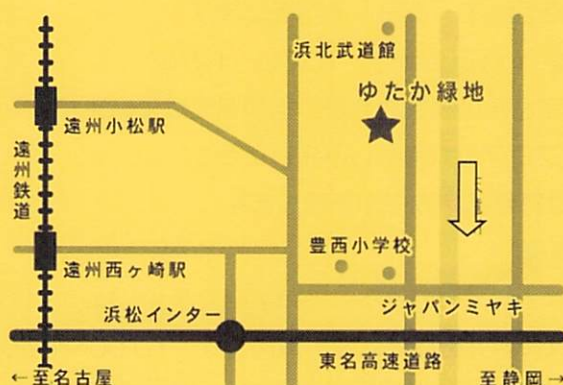 浜北武道館
ゆたか緑地
遠州小松駅
遠州鉄道
豊西小学校
遠州西ヶ崎駅
浜松インター
ジャパンミヤキ
東名高速道路
←至名古屋
至静岡→